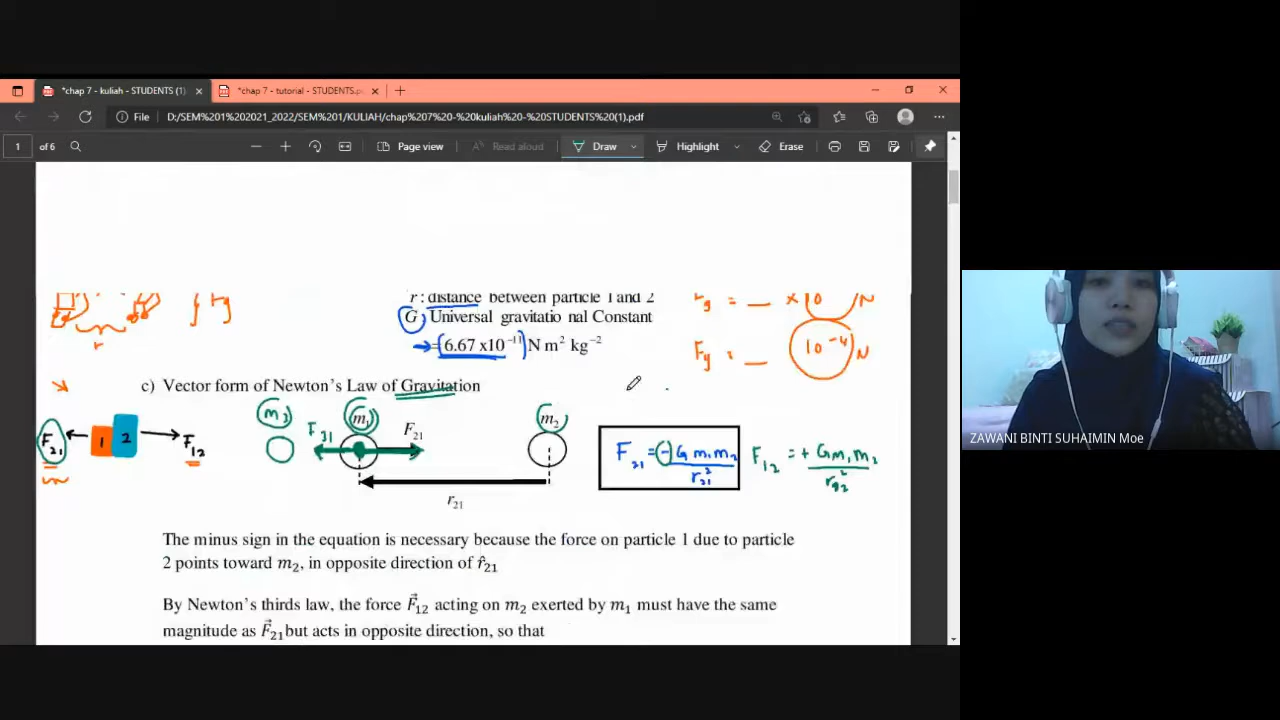 *chap 7 - kuliah - STUDENTS (1)
*chap 7 - tutorial - STUDENTS.p
File
D:/SEM%201%202021_2022/SEM%201/KULIAH/chap%207%20-%20kuliah%20-%20STUDENTS%20(1).pdf
1 of 6
Page view
Read aloud
Draw
Highlight
Erase
r : distance between particle 1 and 2
r
G Universal gravitatio nal Constant
= 6.67 x10⁻¹¹ N m² kg⁻²
10⁻⁴ N
c) Vector form of Newton's Law of Gravitation
m₃ m₁ m₂
F₃₁ F₂₁
F₂₁ 1 2 F₁₂
F₂₁ = - G m₁ m₂ / r₂₁²
F₁₂ = + G m₁ m₂
r₂₁
The minus sign in the equation is necessary because the force on particle 1 due to particle
2 points toward m₂, in opposite direction of r̂₂₁
By Newton's thirds law, the force F⃗₁₂ acting on m₂ exerted by m₁ must have the same
magnitude as F⃗₂₁ but acts in opposite direction, so that
ZAWANI BINTI SUHAIMIN Moe